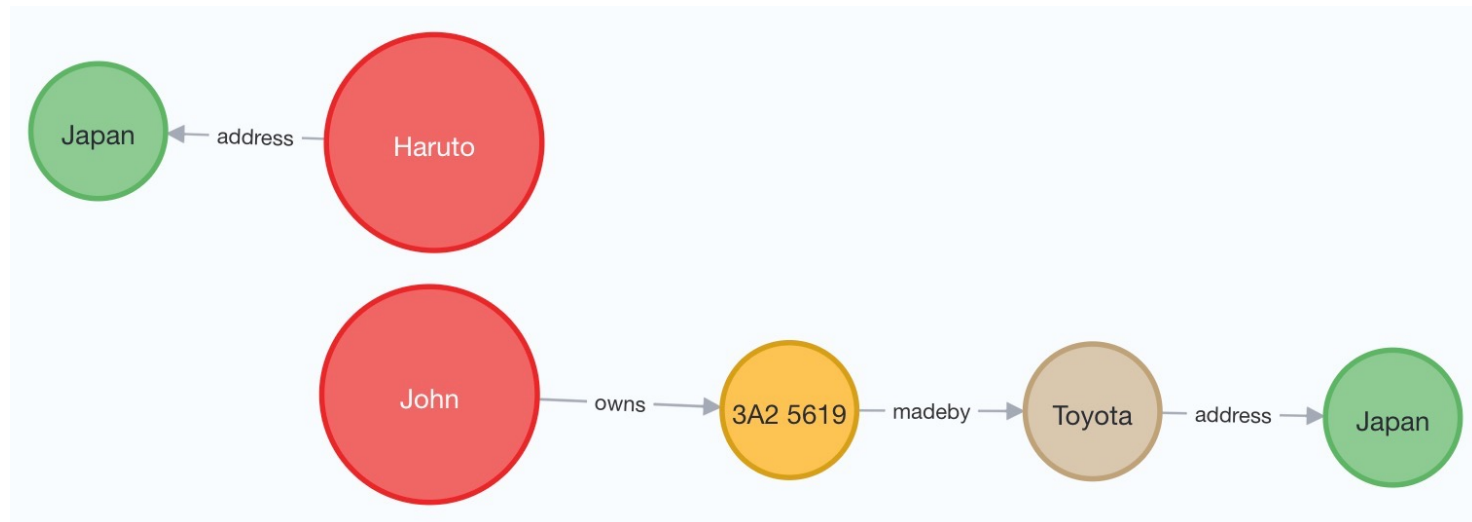 Japan
address
Haruto
John
owns
3A2 5619
madeby
Toyota
address
Japan